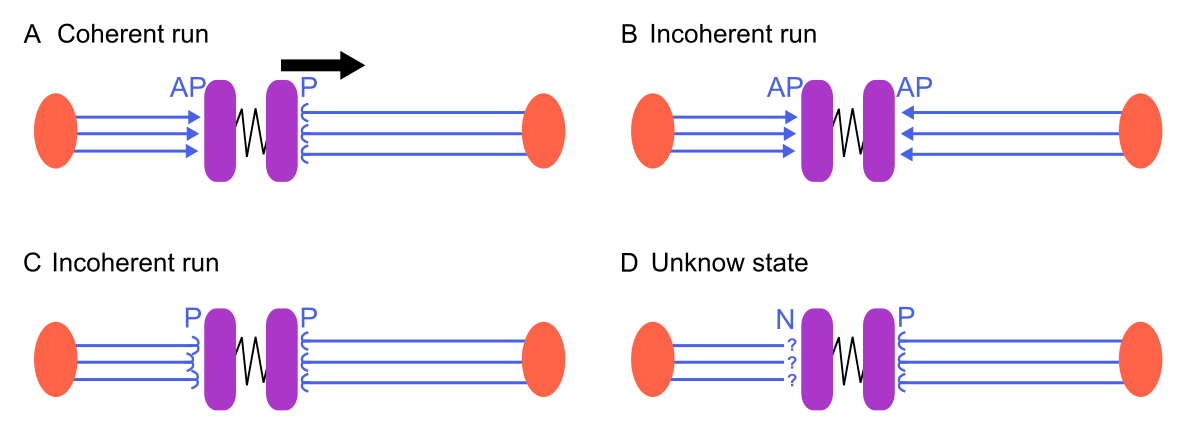 A Coherent run
AP P
B Incoherent run
AP AP
C Incoherent run
P P
D Unknow state
N P
?
?
?